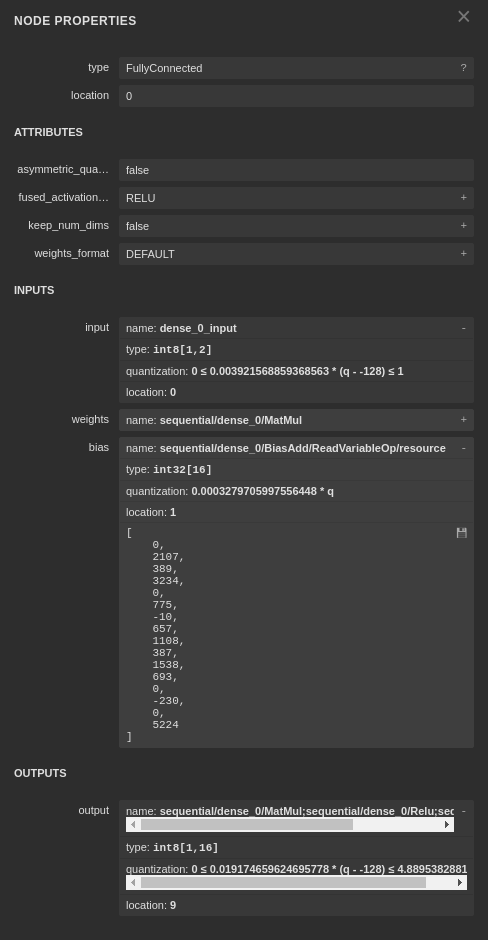 NODE PROPERTIES
type FullyConnected ?
location 0
ATTRIBUTES
asymmetric_qua… false
fused_activation… RELU +
keep_num_dims false +
weights_format DEFAULT +
INPUTS
input name: dense_0_input -
type: int8[1,2]
quantization: 0 ≤ 0.003921568859368563 * (q - -128) ≤ 1
location: 0
weights name: sequential/dense_0/MatMul +
bias name: sequential/dense_0/BiasAdd/ReadVariableOp/resource -
type: int32[16]
quantization: 0.0003279705997556448 * q
location: 1
[
0,
2107,
389,
3234,
0,
775,
-10,
657,
1108,
387,
1538,
693,
0,
-230,
0,
5224
]
OUTPUTS
output name: sequential/dense_0/MatMul;sequential/dense_0/Relu;sec -
type: int8[1,16]
quantization: 0 ≤ 0.019174659624695778 * (q - -128) ≤ 4.8895382881
location: 9